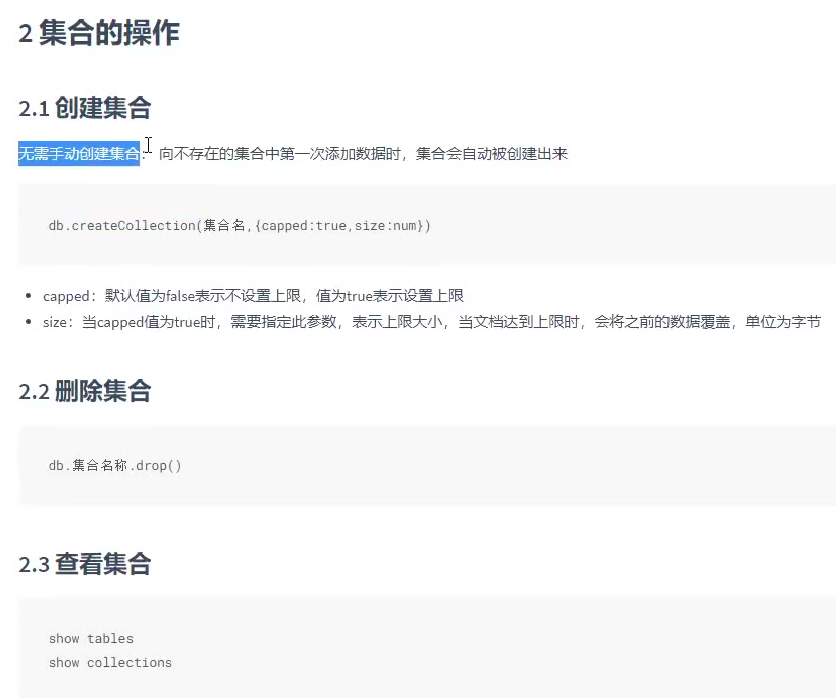 2 集合的操作
2.1 创建集合
无需手动创建集合： 向不存在的集合中第一次添加数据时，集合会自动被创建出来
db.createCollection(集合名,{capped:true,size:num})
• capped：默认值为false表示不设置上限，值为true表示设置上限
• size：当capped值为true时，需要指定此参数，表示上限大小，当文档达到上限时，会将之前的数据覆盖，单位为字节
2.2 删除集合
db.集合名称.drop()
2.3 查看集合
show tables
show collections